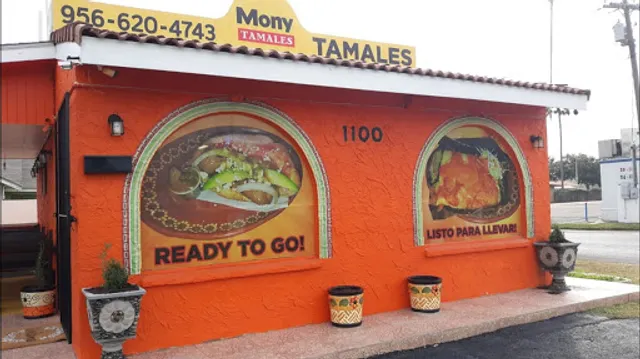 956-620-4743
Mony
TAMALES
TAMALES
1100
READY TO GO!
LISTO PARA LLEVAR!